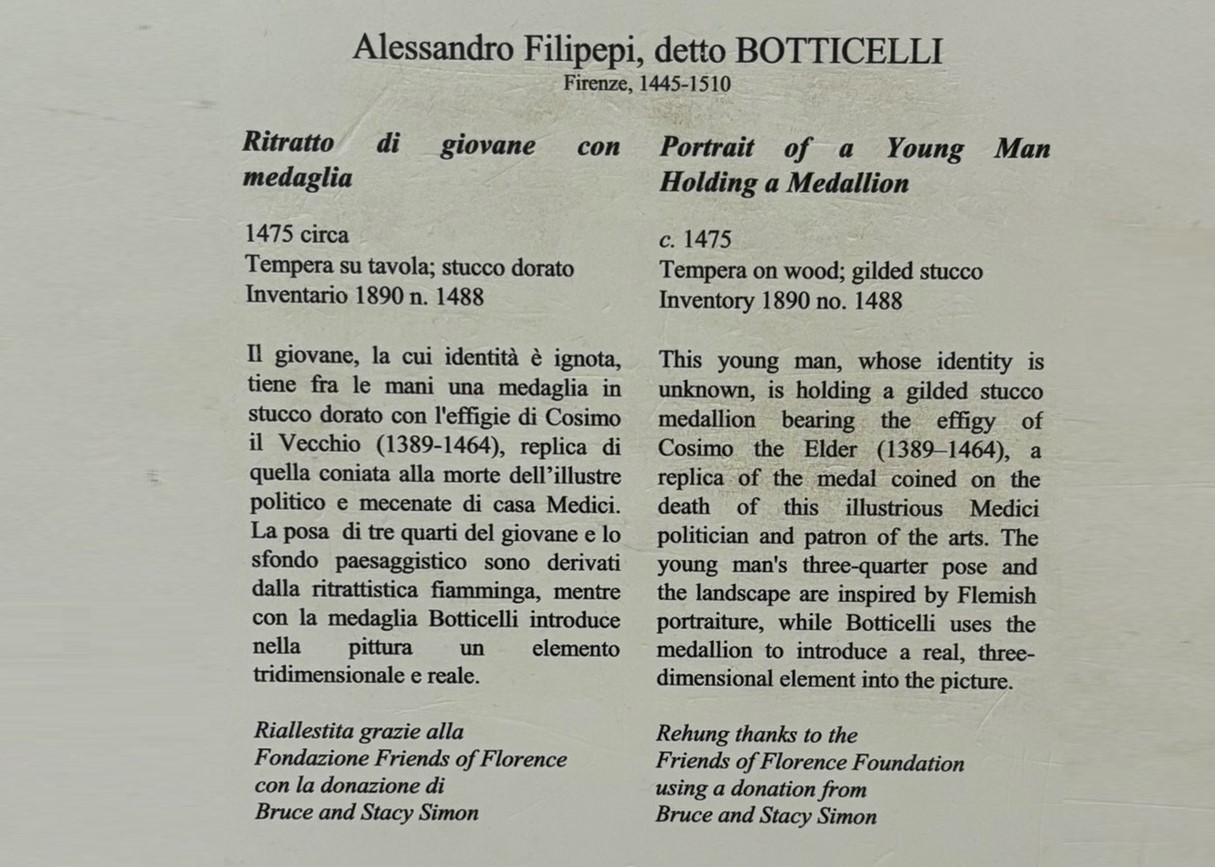 Alessandro Filipepi, detto BOTTICELLI
Firenze, 1445-1510
Ritratto di giovane con
medaglia
1475 circa
Tempera su tavola; stucco dorato
Inventario 1890 n. 1488
Il giovane, la cui identità è ignota,
tiene fra le mani una medaglia in
stucco dorato con l'effigie di Cosimo
il Vecchio (1389-1464), replica di
quella coniata alla morte dell’illustre
politico e mecenate di casa Medici.
La posa di tre quarti del giovane e lo
sfondo paesaggistico sono derivati
dalla ritrattistica fiamminga, mentre
con la medaglia Botticelli introduce
nella pittura un elemento
tridimensionale e reale.
Riallestita grazie alla
Fondazione Friends of Florence
con la donazione di
Bruce and Stacy Simon
Portrait of a Young Man
Holding a Medallion
c. 1475
Tempera on wood; gilded stucco
Inventory 1890 no. 1488
This young man, whose identity is
unknown, is holding a gilded stucco
medallion bearing the effigy of
Cosimo the Elder (1389–1464), a
replica of the medal coined on the
death of this illustrious Medici
politician and patron of the arts. The
young man's three-quarter pose and
the landscape are inspired by Flemish
portraiture, while Botticelli uses the
medallion to introduce a real, three-
dimensional element into the picture.
Rehung thanks to the
Friends of Florence Foundation
using a donation from
Bruce and Stacy Simon